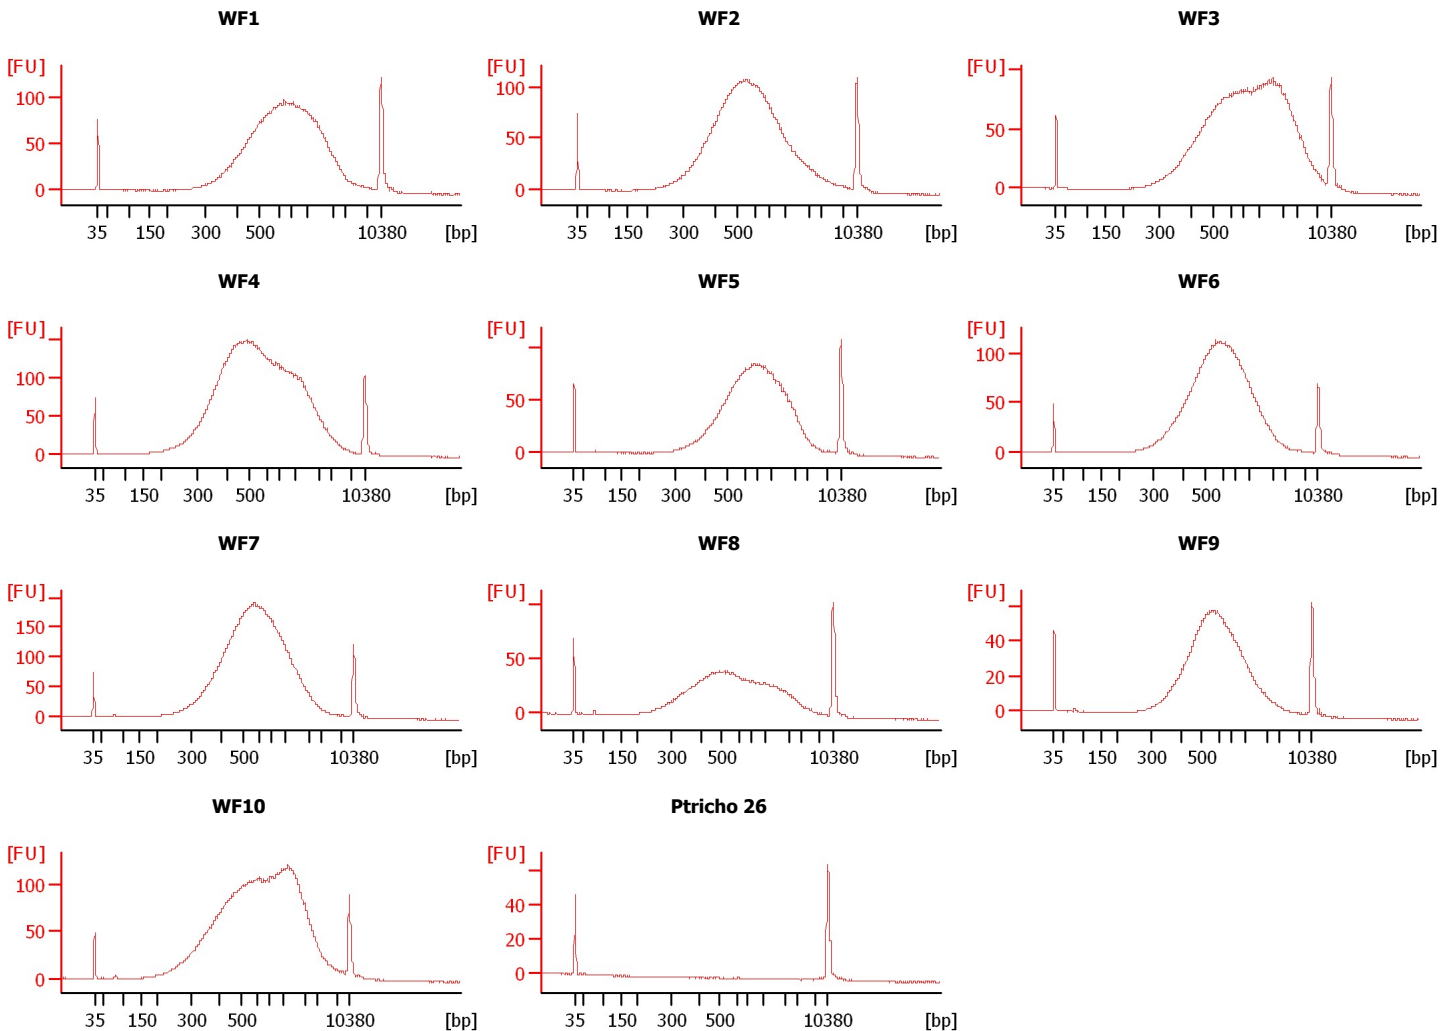 WF1 WF2 WF3
[FU] [FU] [FU]
100 100 50
50 50 0
0 0
35 150 300 500 10380 [bp] 35 150 300 500 10380 [bp] 35 150 300 500 10380 [bp]
WF4 WF5 WF6
[FU] [FU] [FU]
100 50 100
50 0 50
0 0
35 150 300 500 10380 [bp] 35 150 300 500 10380 [bp] 35 150 300 500 10380 [bp]
WF7 WF8 WF9
[FU] [FU] [FU]
150 50 40
100 0 20
50 0
0
35 150 300 500 10380 [bp] 35 150 300 500 10380 [bp] 35 150 300 500 10380 [bp]
WF10 Ptricho 26
[FU] [FU]
100 40
50 20
0 0
35 150 300 500 10380 [bp] 35 150 300 500 10380 [bp]